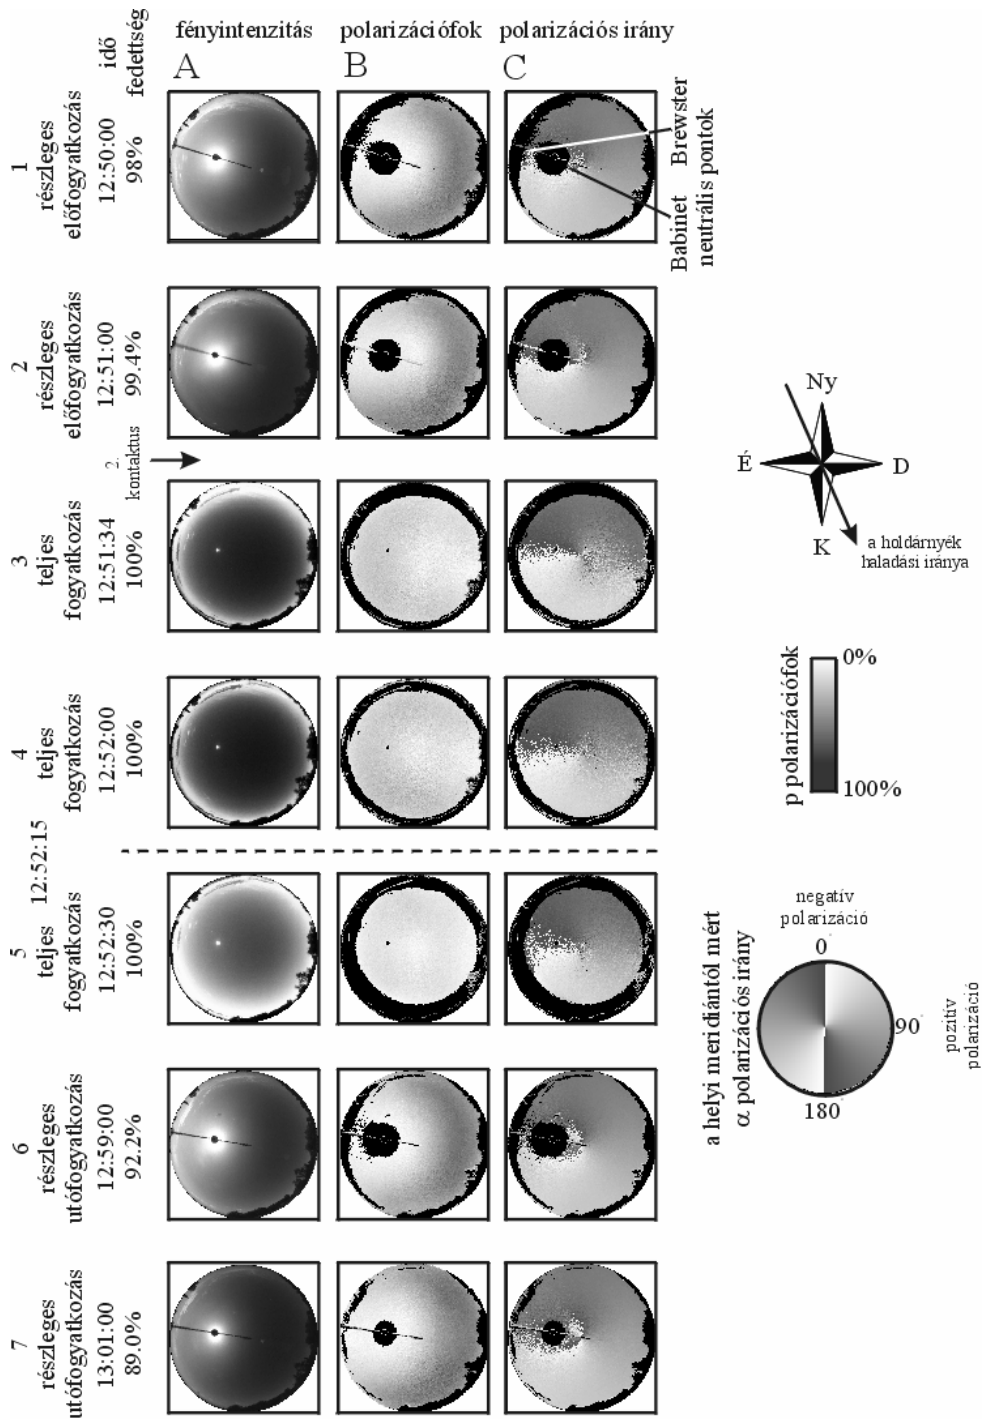 fényintenzitás
polarizációfok
polarizációs irány
idő
fedettség
A
B
C
1
részleges
előfogyatkozás
12:50:00
98%
Brewster
Babinet
neutrális pontok
2
részleges
előfogyatkozás
12:51:00
99.4%
2.
kontaktus
3
teljes
fogyatkozás
12:51:34
100%
4
teljes
fogyatkozás
12:52:00
100%
12:52:15
5
teljes
fogyatkozás
12:52:30
100%
6
részleges
utófogyatkozás
12:59:00
92.2%
7
részleges
utófogyatkozás
13:01:00
89.0%
Ny
É
D
K
a holdárnyék
haladási iránya
p polarizációfok
0%
100%
a helyi meridiántól mért
α polarizációs irány
negatív
polarizáció
0
90
pozitív
polarizáció
180